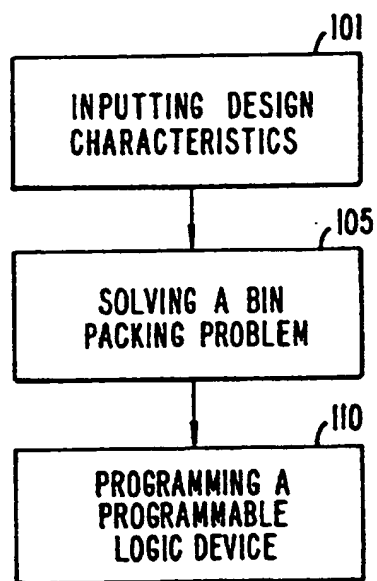 101
INPUTTING DESIGN
CHARACTERISTICS
105
SOLVING A BIN
PACKING PROBLEM
110
PROGRAMMING A
PROGRAMMABLE
LOGIC DEVICE